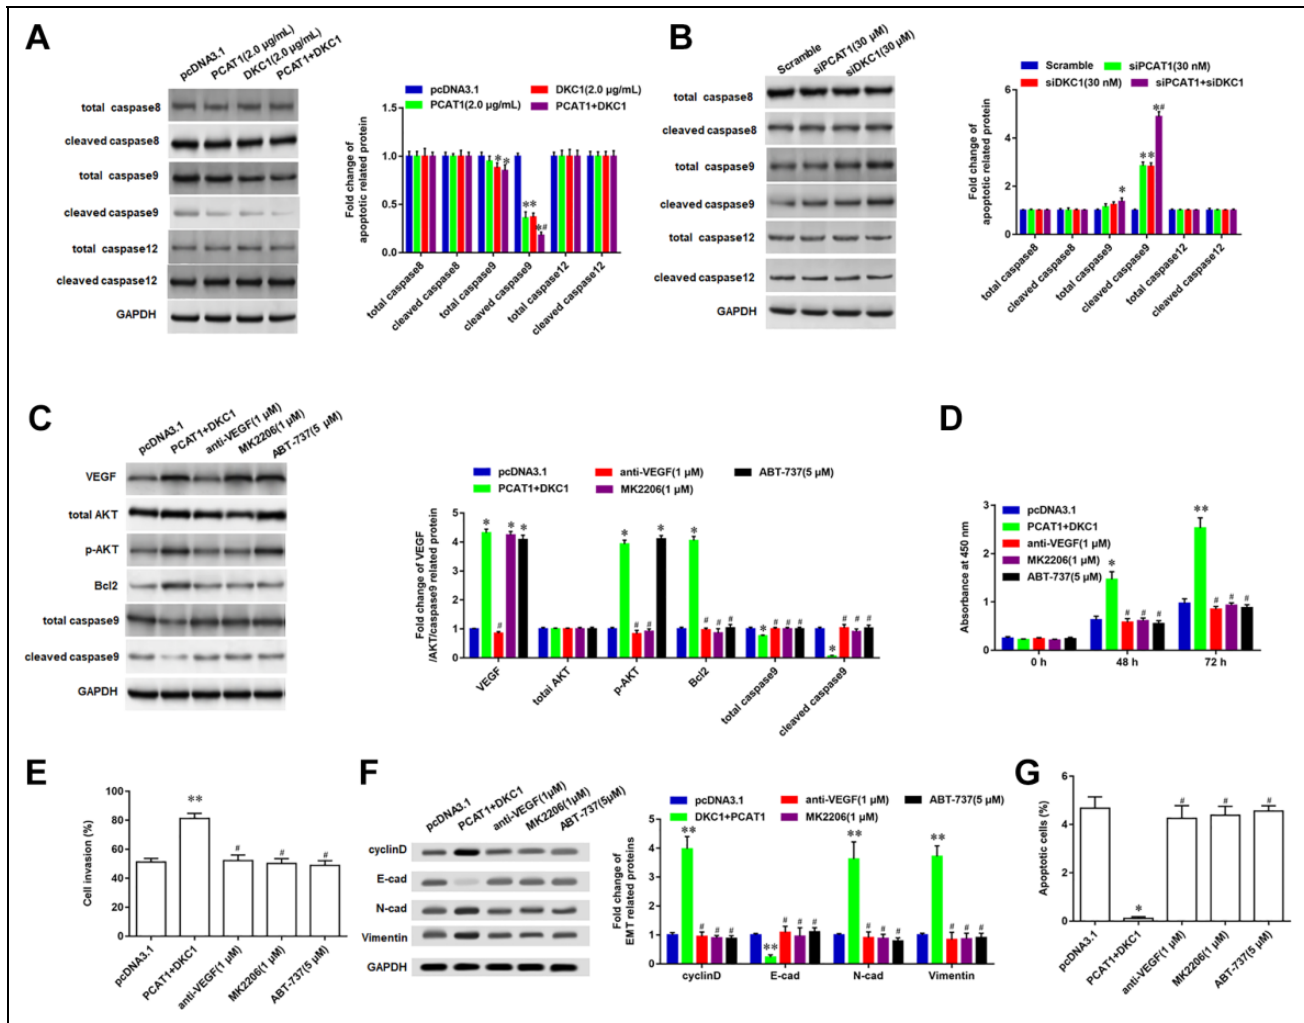 A
pcDNA3.1
PCAT1(2.0 μg/mL)
DKC1(2.0 μg/mL)
PCAT1+DKC1
total caspase8
cleaved caspase8
total caspase9
cleaved caspase9
total caspase12
cleaved caspase12
GAPDH
pcDNA3.1
DKC1(2.0 μg/mL)
PCAT1(2.0 μg/mL)
PCAT1+DKC1
Fold change of
apoptotic related protein
1.5
1.0
0.5
0.0
* *
**
*#
total caspase8
cleaved caspase8
total caspase9
cleaved caspase9
total caspase12
cleaved caspase12
B
Scramble
siPCAT1(30 μM)
siDKC1(30 μM)
total caspase8
cleaved caspase8
total caspase9
cleaved caspase9
total caspase12
cleaved caspase12
GAPDH
Scramble
siPCAT1(30 nM)
siDKC1(30 nM)
siPCAT1+siDKC1
Fold change of
apoptotic related protein
6
4
2
0
*
**
*#
total caspase8
cleaved caspase8
total caspase9
cleaved caspase9
total caspase12
cleaved caspase12
C
pcDNA3.1
PCAT1+DKC1
anti-VEGF(1 μM)
MK2206(1 μM)
ABT-737(5 μM)
VEGF
total AKT
p-AKT
Bcl2
total caspase9
cleaved caspase9
GAPDH
pcDNA3.1
anti-VEGF(1 μM)
ABT-737(5 μM)
PCAT1+DKC1
MK2206(1 μM)
Fold change of VEGF
/AKT/caspase9 related protein
5
4
3
2
1
0
* # * *
* # # *
* # # #
* # # #
* # # #
VEGF
total AKT
p-AKT
Bcl2
total caspase9
cleaved caspase9
D
pcDNA3.1
PCAT1+DKC1
anti-VEGF(1 μM)
MK2206(1 μM)
ABT-737(5 μM)
Absorbance at 450 nm
3
2
1
0
* # # #
** # # #
0 h
48 h
72 h
E
Cell invasion (%)
100
80
60
40
20
0
** # # #
pcDNA3.1
PCAT1+DKC1
anti-VEGF(1 μM)
MK2206(1 μM)
ABT-737(5 μM)
F
pcDNA3.1
PCAT1+DKC1
anti-VEGF(1μM)
MK2206(1μM)
ABT-737(5μM)
cyclinD
E-cad
N-cad
Vimentin
GAPDH
pcDNA3.1
anti-VEGF(1 μM)
ABT-737(5 μM)
DKC1+PCAT1
MK2206(1 μM)
Fold change of
EMT related proteins
5
4
3
2
1
0
** # # #
** # # #
** # # #
** # # #
cyclinD
E-cad
N-cad
Vimentin
G
Apoptotic cells (%)
6
4
2
0
* # # #
pcDNA3.1
PCAT1+DKC1
anti-VEGF(1 μM)
MK2206(1 μM)
ABT-737(5 μM)